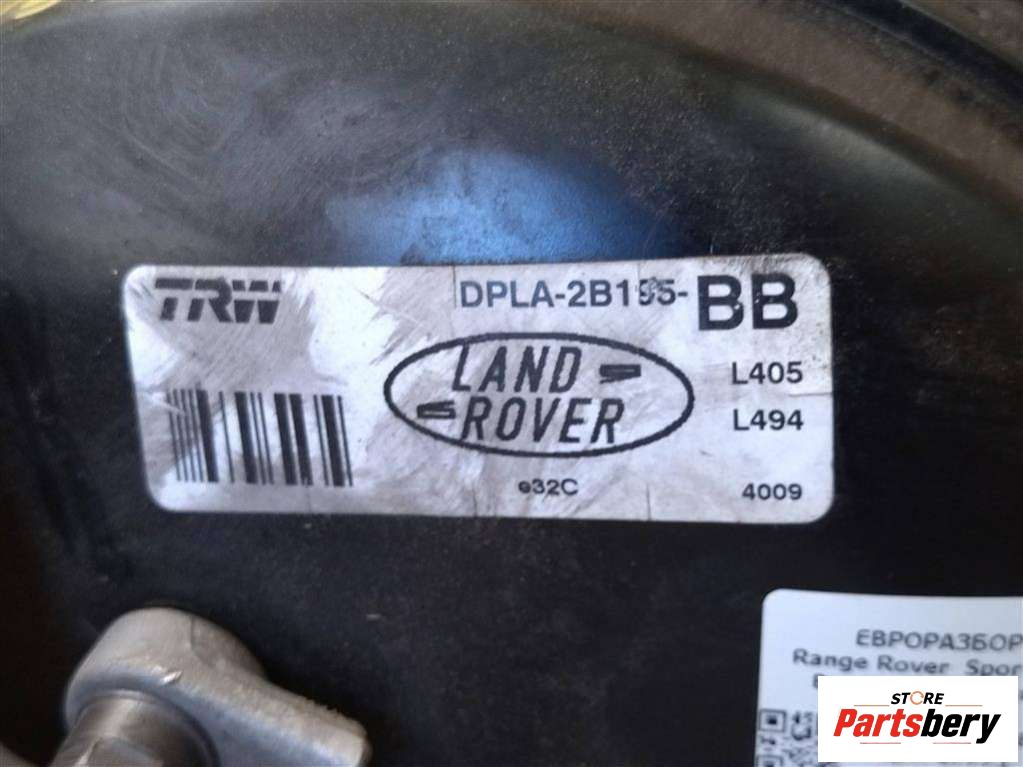 TRW
DPLA-2B195-BB
LAND
ROVER
L405
L494
e32C
4009
ЕВРОРАЗБОР
Range Rover Spor
STORE
Partsbery